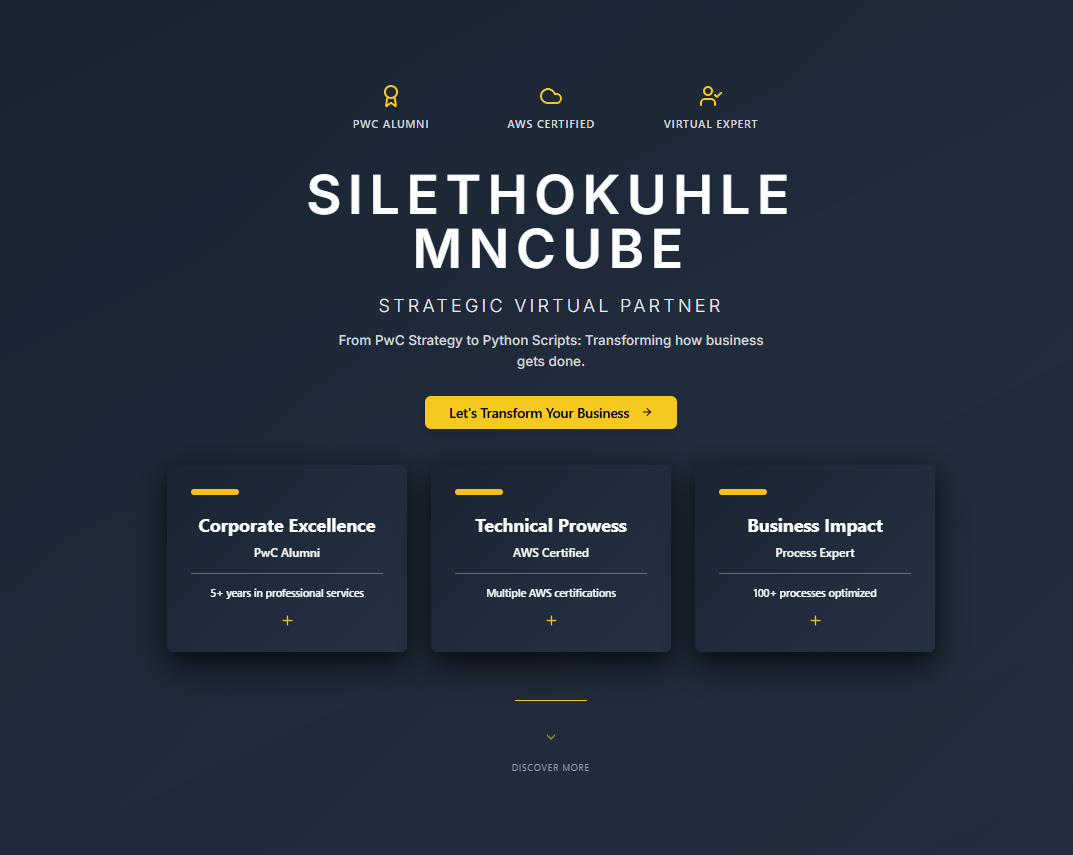 PWC ALUMNI
AWS CERTIFIED
VIRTUAL EXPERT
SILETHOKUHLE
MNCUBE
STRATEGIC VIRTUAL PARTNER
From PwC Strategy to Python Scripts: Transforming how business
gets done.
Let's Transform Your Business →
Corporate Excellence
PwC Alumni
5+ years in professional services
+
Technical Prowess
AWS Certified
Multiple AWS certifications
+
Business Impact
Process Expert
100+ processes optimized
+
DISCOVER MORE